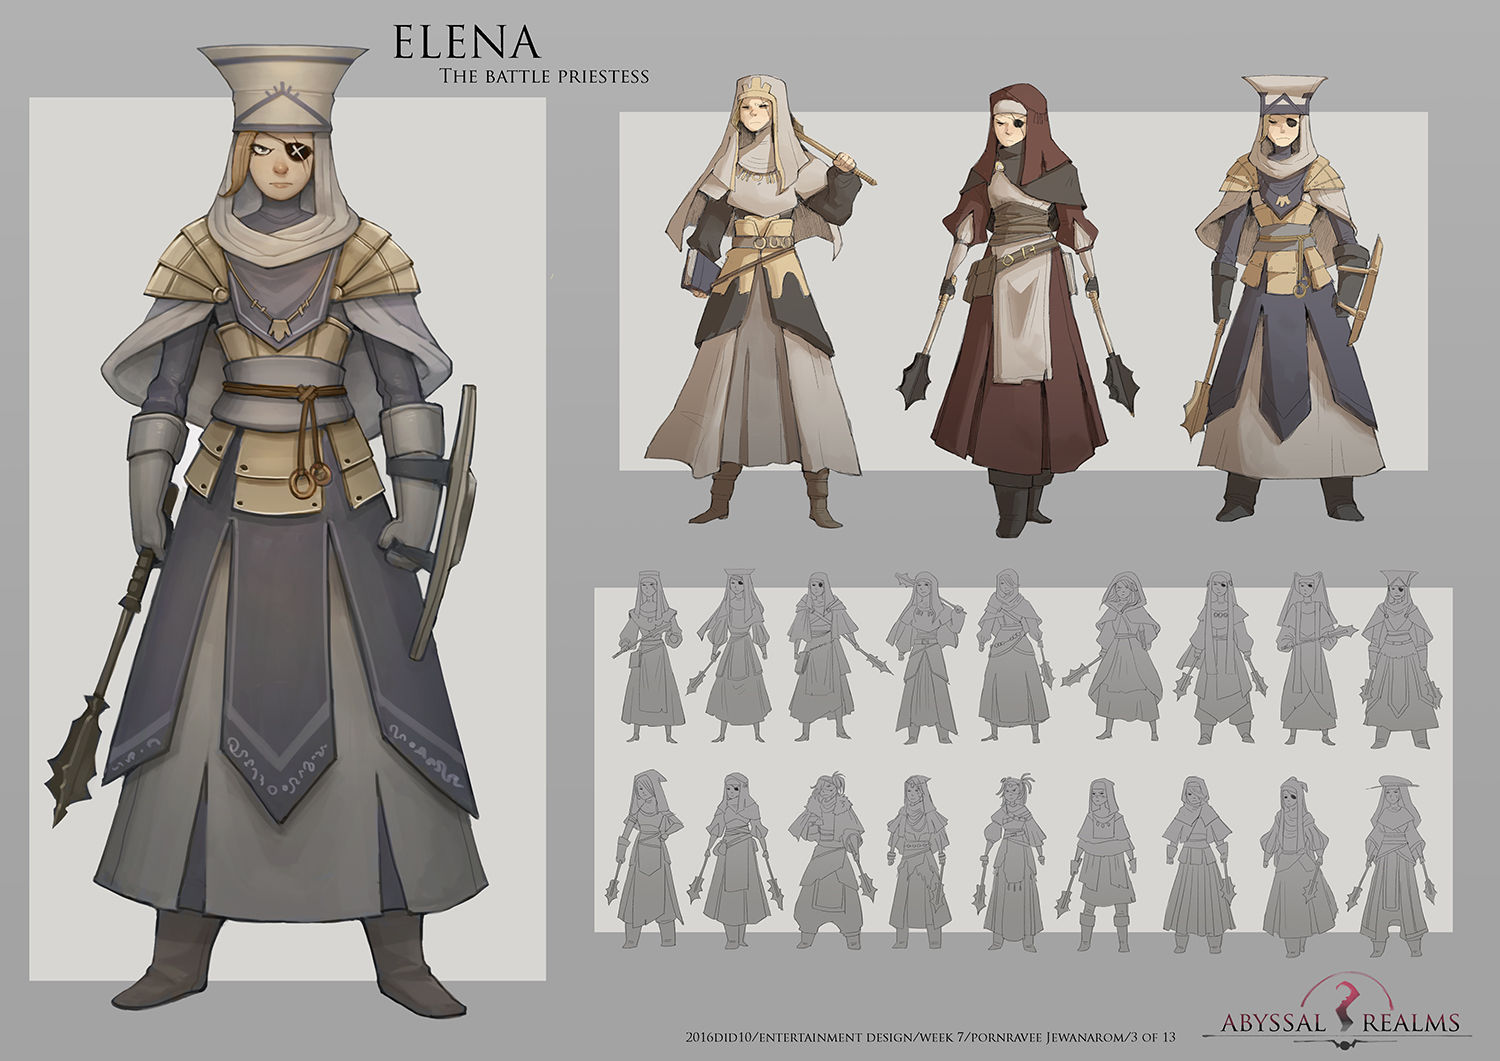 ELENA
THE BATTLE PRIESTESS
2016DID10/ENTERTAINMENT DESIGN/WEEK 7/PORNRAVEE JEWANAROM/3 OF 13
ABYSSAL REALMS